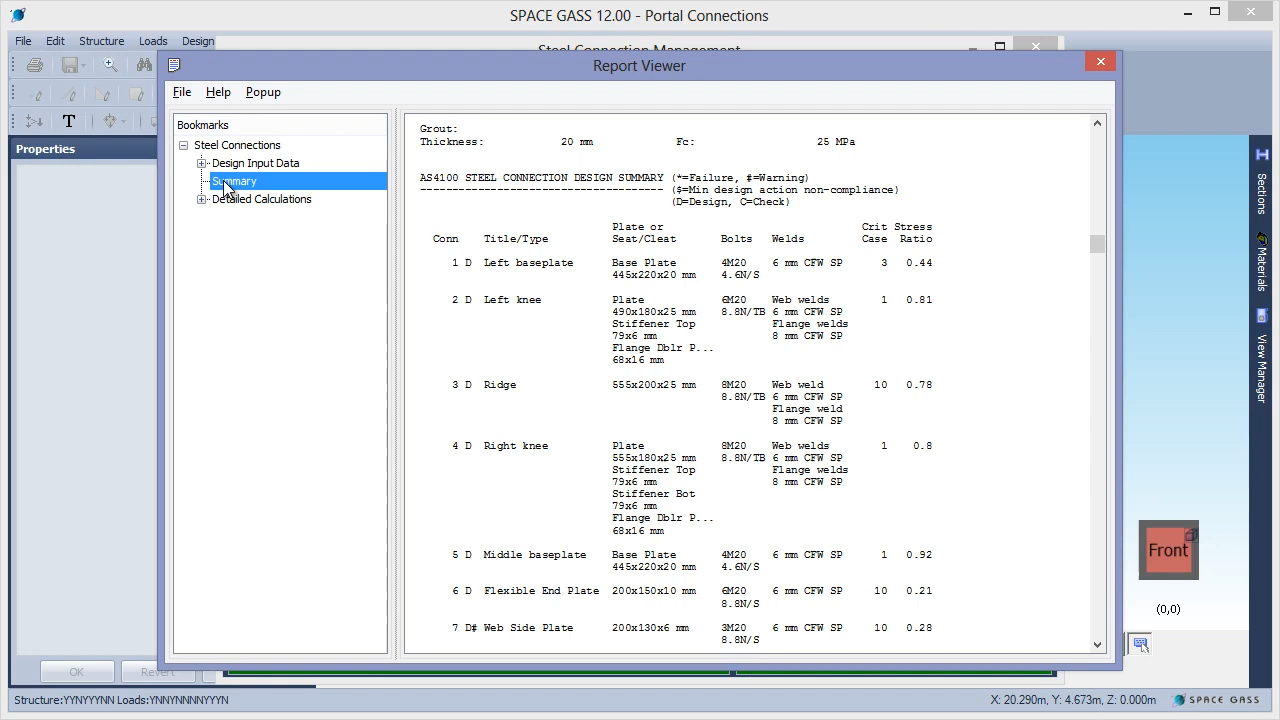 SPACE GASS 12.00 - Portal Connections
File Edit Structure Loads Design
Steel Connection Management
Report Viewer
File Help Popup
Bookmarks
Steel Connections
Design Input Data
Summary
Detailed Calculations
Grout:
Thickness: 20 mm Fc: 25 MPa
AS4100 STEEL CONNECTION DESIGN SUMMARY (*=Failure, #=Warning)
-------------------------------------- ($=Min design action non-compliance)
(D=Design, C=Check)
Plate or Crit Stress
Conn Title/Type Seat/Cleat Bolts Welds Case Ratio
1 D Left baseplate Base Plate 4M20 6 mm CFW SP 3 0.44
445x220x20 mm 4.6N/S
2 D Left knee Plate 6M20 Web welds 1 0.81
490x180x25 mm 8.8N/TB 6 mm CFW SP
Stiffener Top Flange welds
79x6 mm 8 mm CFW SP
Flange Dblr P...
68x16 mm
3 D Ridge 555x200x25 mm 8M20 Web weld 10 0.78
8.8N/TB 6 mm CFW SP
Flange weld
8 mm CFW SP
4 D Right knee Plate 8M20 Web welds 1 0.8
555x180x25 mm 8.8N/TB 6 mm CFW SP
Stiffener Top Flange welds
79x6 mm 8 mm CFW SP
Stiffener Bot
79x6 mm
Flange Dblr P...
68x16 mm
5 D Middle baseplate Base Plate 4M20 6 mm CFW SP 1 0.92
445x220x20 mm 4.6N/S
6 D Flexible End Plate 200x150x10 mm 6M20 6 mm CFW SP 10 0.21
8.8N/S
7 D# Web Side Plate 200x130x6 mm 3M20 6 mm CFW SP 10 0.28
8.8N/S
Properties
OK Revert
Sections
Materials
View Manager
Front
(0,0)
Structure:YYNYYYNN Loads:YNNYNNNNYYYN
X: 20.290m, Y: 4.673m, Z: 0.000m
SPACE GASS